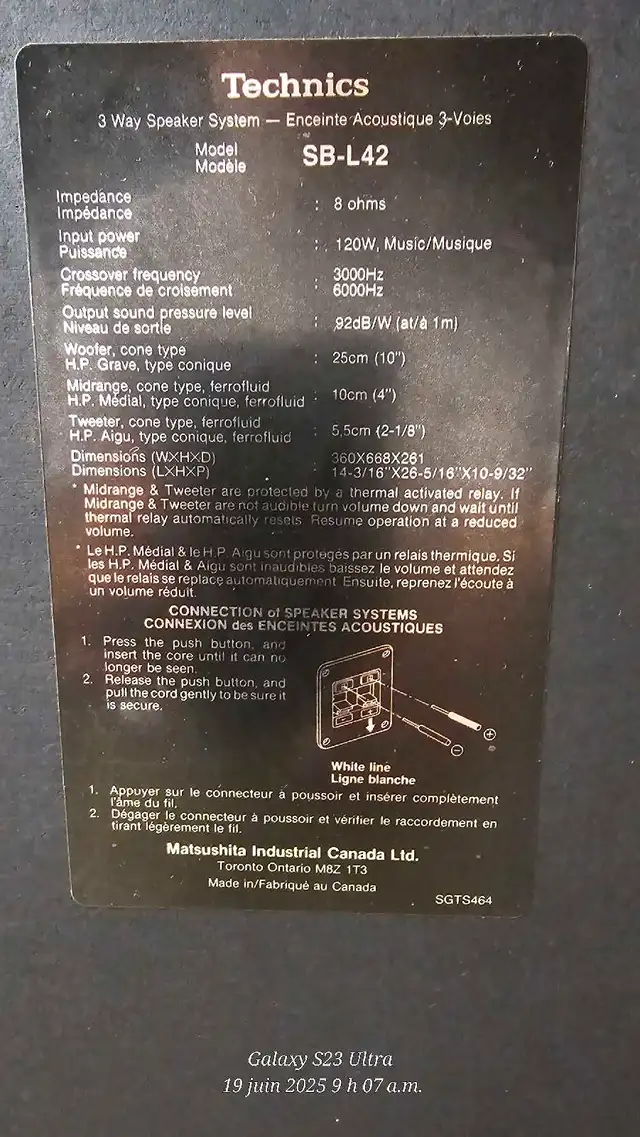 Technics
3 Way Speaker System — Enceinte Acoustique 3-Voies
Model
Modèle
SB-L42
Impedance
Impédance
: 8 ohms
Input power
Puissance
: 120W, Music/Musique
Crossover frequency
Fréquence de croisement
: 3000Hz
6000Hz
Output sound pressure level
Niveau de sortie
: 92dB/W (at/à 1m)
Woofer, cone type
H.P. Grave, type conique
: 25cm (10")
Midrange, cone type, ferrofluid
H.P. Médial, type conique, ferrofluid
: 10cm (4")
Tweeter, cone type, ferrofluid
H.P. Aigu, type conique, ferrofluid
: 5,5cm (2-1/8")
Dimensions (W×H×D)
Dimensions (L×H×P)
: 360X668X261
14-3/16"X26-5/16"X10-9/32"
* Midrange & Tweeter are protected by a thermal activated relay. If
Midrange & Tweeter are not audible turn volume down and wait until
thermal relay automatically resets. Resume operation at a reduced
volume.
* Le H.P. Médial & le H.P. Aigu sont protégés par un relais thermique. Si
les H.P. Médial & Aigu sont inaudibles baissez le volume et attendez
que le relais se replace automatiquement. Ensuite, reprenez l'écoute à
un volume réduit.
CONNECTION of SPEAKER SYSTEMS
CONNEXION des ENCEINTES ACOUSTIQUES
1. Press the push button, and
insert the core until it can no
longer be seen.
2. Release the push button, and
pull the cord gently to be sure it
is secure.
+
−
White line
Ligne blanche
1. Appuyer sur le connecteur à poussoir et insérer complètement
l'âme du fil.
2. Dégager le connecteur à poussoir et vérifier le raccordement en
tirant légèrement le fil.
Matsushita Industrial Canada Ltd.
Toronto Ontario M8Z 1T3
Made in/Fabriqué au Canada
SGTS464
Galaxy S23 Ultra
19 juin 2025 9 h 07 a.m.